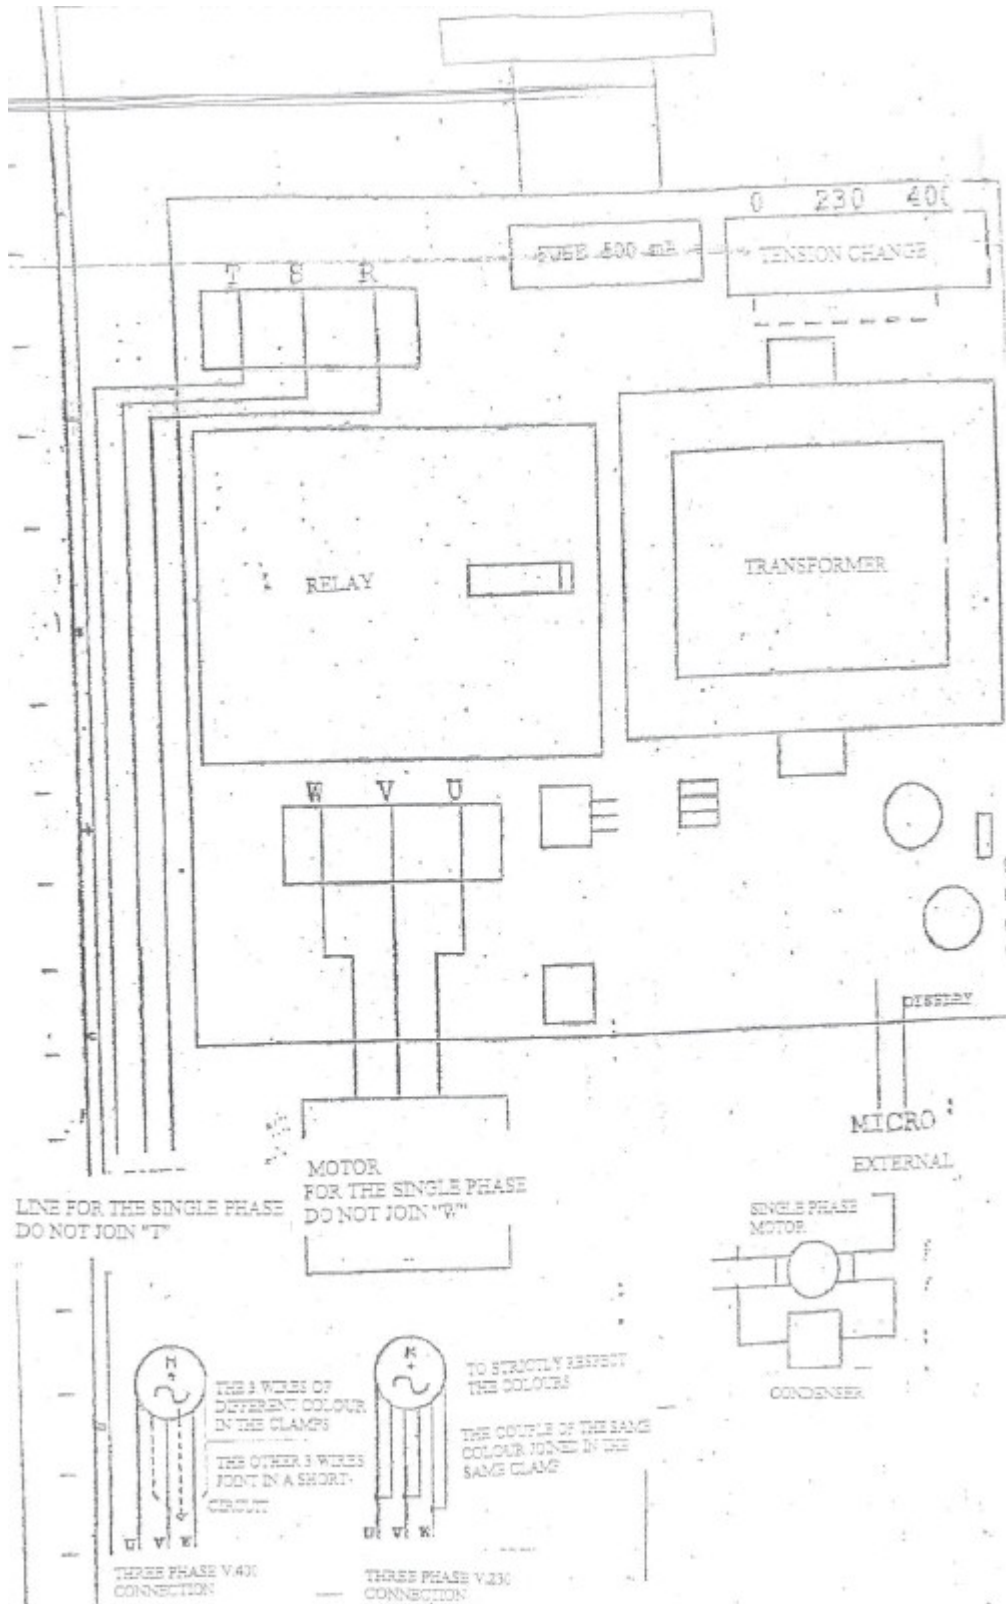 0 230 400
FUSE 500 mA
TENSION CHANGE
T S R
RELAY
TRANSFORMER
W V U
DISPLAY
MICRO
EXTERNAL
MOTOR
FOR THE SINGLE PHASE
DO NOT JOIN "W"
LINE FOR THE SINGLE PHASE
DO NOT JOIN "T"
SINGLE PHASE
MOTOR
CONDENSER
M
THE 3 WIRES OF
DIFFERENT COLOUR
IN THE CLAMPS
THE OTHER 3 WIRES
JOINT IN A SHORT-
CIRCUIT
U V
THREE PHASE V.400
CONNECTION
M
TO STRICTLY RESPECT
THE COLOURS
THE COUPLE OF THE SAME
COLOUR JOINED IN THE
SAME CLAMP
U V
THREE PHASE V.230
CONNECTION